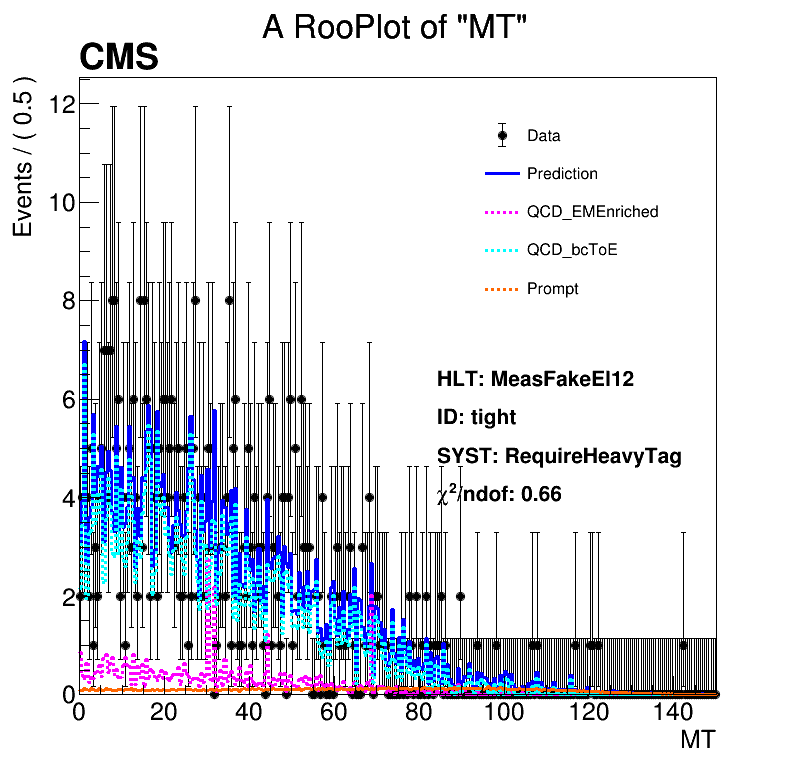 A RooPlot of "MT"
CMS
Events / ( 0.5 )
12
10
8
6
4
2
0
Data
Prediction
QCD_EMEnriched
QCD_bcToE
Prompt
HLT: MeasFakeEl12
ID: tight
SYST: RequireHeavyTag
χ²/ndof: 0.66
0 20 40 60 80 100 120 140
MT